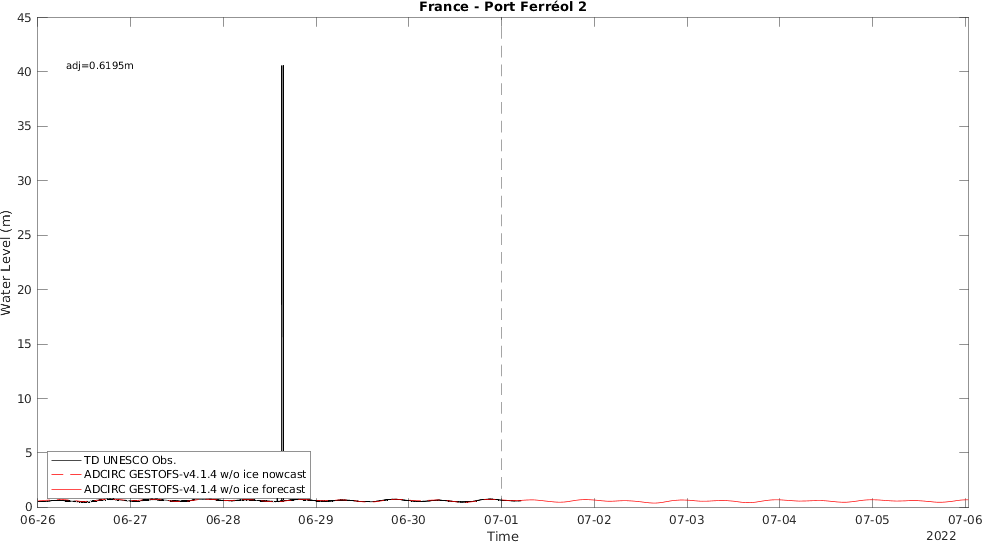 France - Port Ferréol 2
45
40
35
30
25
20
15
10
5
0
Water Level (m)
adj=0.6195m
TD UNESCO Obs.
ADCIRC GESTOFS-v4.1.4 w/o ice nowcast
ADCIRC GESTOFS-v4.1.4 w/o ice forecast
06-26 06-27 06-28 06-29 06-30 07-01 07-02 07-03 07-04 07-05 07-06
Time
2022